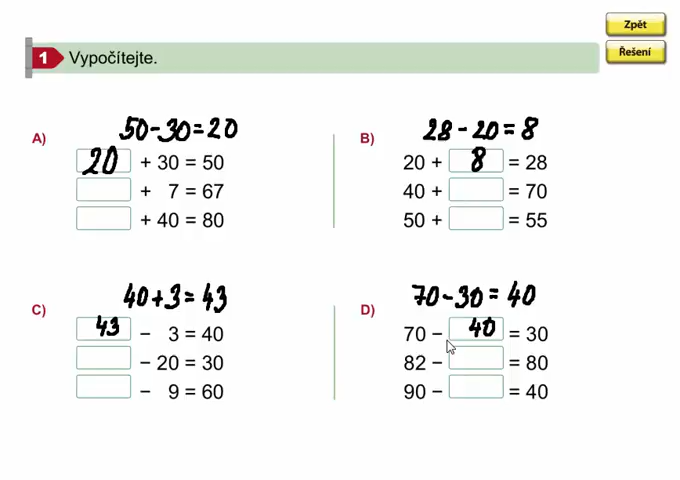 Zpět
Řešení
1 Vypočítejte.
A)
50-30=20
20 + 30 = 50
+ 7 = 67
+ 40 = 80
B)
28-20=8
20 + 8 = 28
40 + = 70
50 + = 55
C)
40+3=43
43 − 3 = 40
− 20 = 30
− 9 = 60
D)
70-30=40
70 − 40 = 30
82 − = 80
90 − = 40